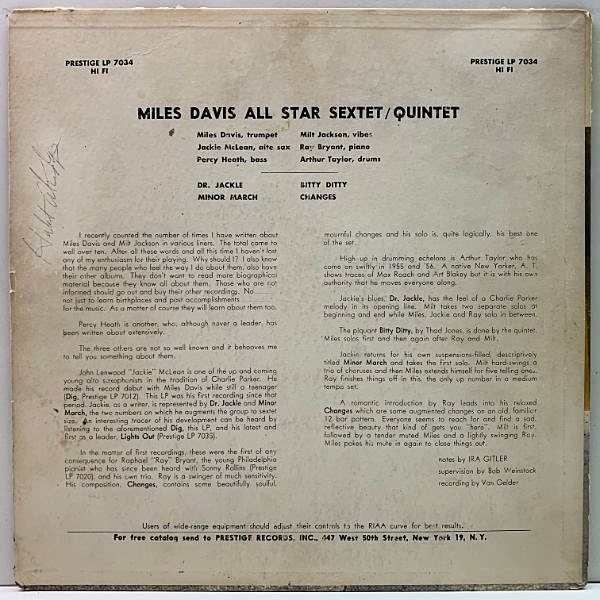 PRESTIGE LP 7034
HI FI
PRESTIGE LP 7034
HI FI
MILES DAVIS ALL STAR SEXTET/QUINTET
Miles Davis, trumpet
Jackie McLean, alto sax
Percy Heath, bass
Milt Jackson, vibes
Ray Bryant, piano
Arthur Taylor, drums
DR. JACKLE
MINOR MARCH
BITTY DITTY
CHANGES
I recently counted the number of times I have written about
Miles Davis and Milt Jackson in various liners. The total came to
well over ten. After all these words and all this time I haven't lost
any of my enthusiasm for their playing. Why should I? I also know
that the many people who feel the way I do about them, also have
their other albums. They don't want to read more biographical
material because they know all about them. Those who are not
informed should go out and buy their other recordings. No
not just to learn birthplaces and past accomplishments
for the music. As a matter of course they will learn about them too.
Percy Heath is another, who, although never a leader, has
been written about extensively.
The three others are not so well known and it behooves me
to tell you something about them.
John Lenwood "Jackie" McLean is one of the up and coming
young alto saxophonists in the tradition of Charlie Parker. He
made his record debut with Miles Davis while still a teenager
(Dig, Prestige LP 7012). This LP was his first recording since that
period. Jackie, as a writer, is represented by Dr. Jackle and Minor
March, the two numbers on which he augments the group to sextet
size. An interesting tracer of his development can be heard by
listening to the aforementioned Dig, this LP, and his latest and
first as a leader, Lights Out (Prestige LP 7035).
In the matter of first recordings, these were the first of any
consequence for Raphael "Ray" Bryant, the young Philadelphia
pianist who has since been heard with Sonny Rollins (Prestige
LP 7020), and his own trio. Ray is a swinger of much sensitivity.
His composition, Changes, contains some beautifully soulful,
mournful changes and his solo is, quite logically, his best one
of the set.
High up in drumming echelons is Arthur Taylor who has
come on swiftly in 1955 and '56. A native New Yorker, A. T.
shows traces of Max Roach and Art Blakey but it is with his own
authority that he moves everyone along.
Jackie's blues, Dr. Jackle, has the feel of a Charlie Parker
melody in its opening line. Milt takes two separate solos at
beginning and end while Miles, Jackie and Ray solo in between.
The piquant Bitty Ditty, by Thad Jones, is done by the quintet.
Miles solos first and then again after Ray and Milt.
Jackie returns for his own suspensions-filled, descriptively
titled Minor March and takes the first solo. Milt hard-swings a
trio of choruses and then Miles extends himself for five telling ones.
Ray finishes things off in this, the only up number in a medium
tempo set.
A romantic introduction by Ray leads into his relaxed
Changes which are some augmented changes on an old, familiar
12 bar pattern. Everyone seems to reach for and find a sad,
reflective beauty that kind of gets you "here". Milt is first,
followed by a tender muted Miles and a lightly swinging Ray.
Miles pokes his mute in again to close things out.
notes by IRA GITLER
supervision by Bob Weinstock
recording by Van Gelder
Users of wide-range equipment should adjust their controls to the RIAA curve for best results.
For free catalog send to PRESTIGE RECORDS, INC., 447 West 50th Street, New York 19, N. Y.